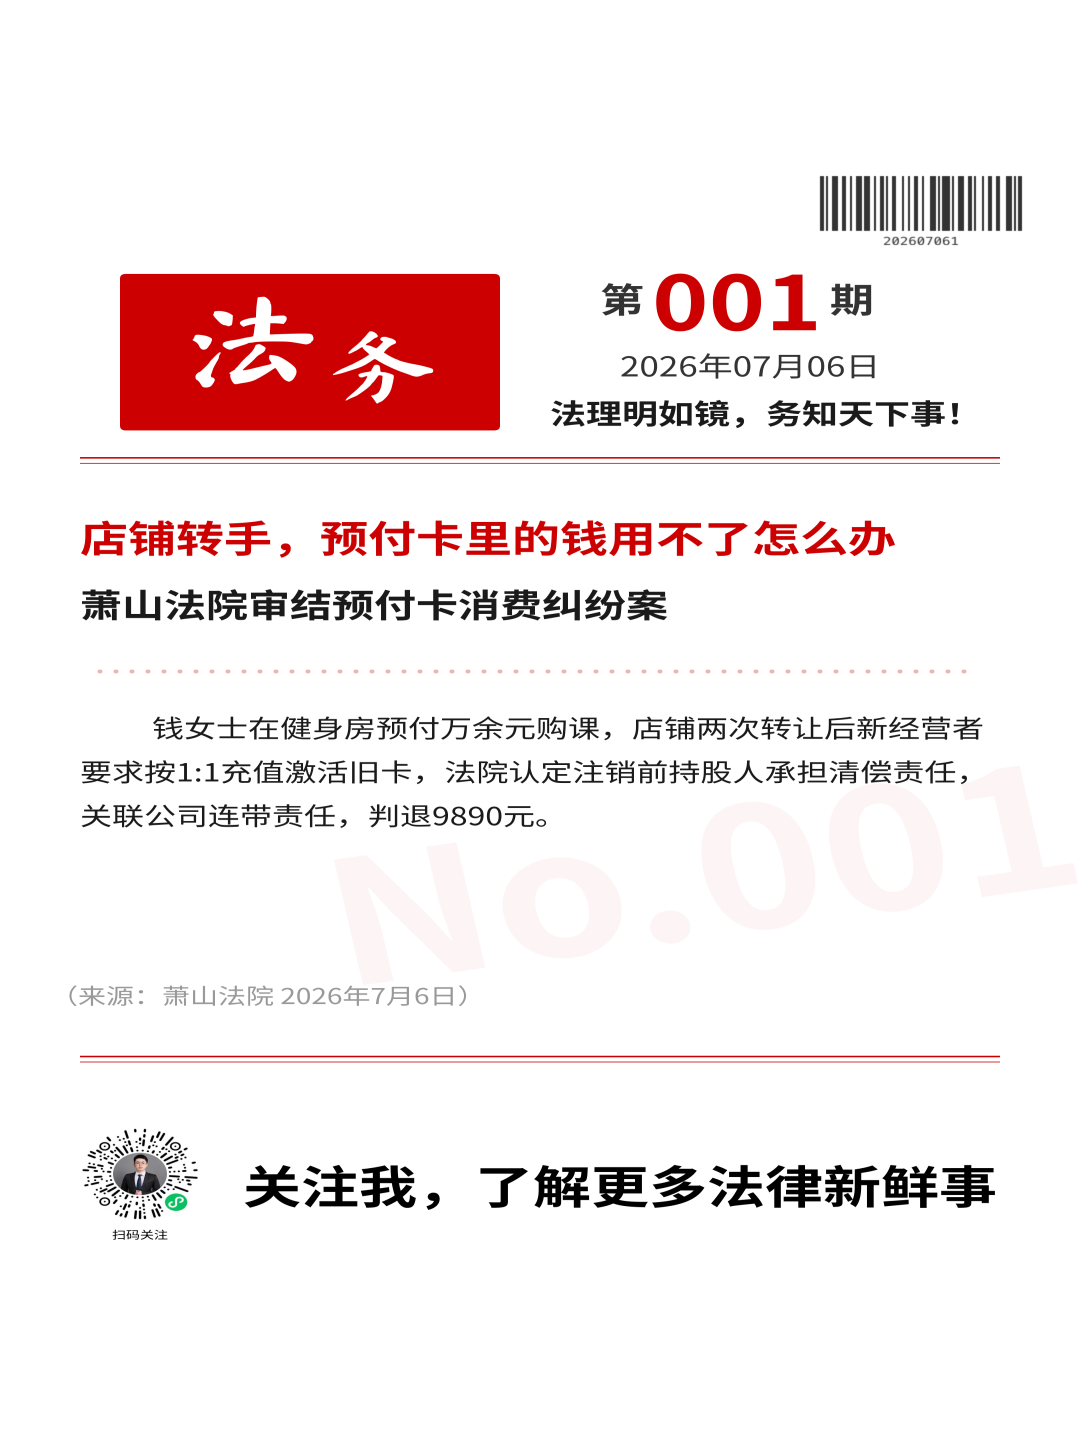 202607061
法务
第001期
2026年07月06日
法理明如镜，务知天下事！
店铺转手，预付卡里的钱用不了怎么办
萧山法院审结预付卡消费纠纷案
钱女士在健身房预付万余元购课，店铺两次转让后新经营者
要求按1:1充值激活旧卡，法院认定注销前持股人承担清偿责任，
关联公司连带责任，判退9890元。
No.001
（来源：萧山法院 2026年7月6日）
关注我，了解更多法律新鲜事
扫码关注